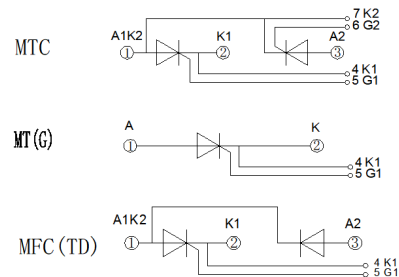 7 K2
6 G2
A1K2 K1 A2
MTC
1 2 3
4 K1
5 G1
A K
MT(G)
1 2
4 K1
5 G1
A1K2 K1 A2
MFC(TD)
1 2 3
4 K1
5 G1